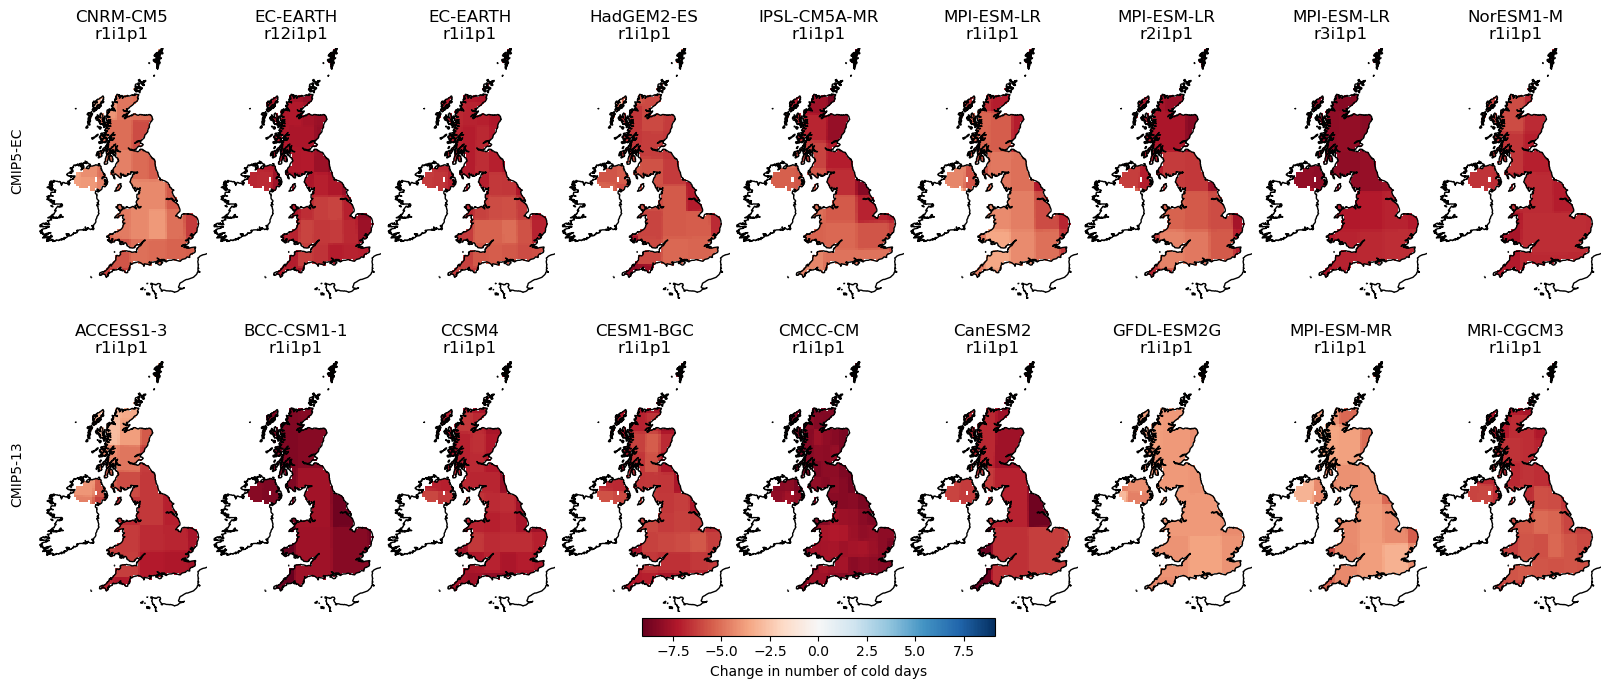 CNRM-CM5 EC-EARTH EC-EARTH HadGEM2-ES IPSL-CM5A-MR MPI-ESM-LR MPI-ESM-LR MPI-ESM-LR NorESM1-M
r1i1p1 r12i1p1 r1i1p1 r1i1p1 r1i1p1 r1i1p1 r2i1p1 r3i1p1 r1i1p1
CMIP5-EC
ACCESS1-3 BCC-CSM1-1 CCSM4 CESM1-BGC CMCC-CM CanESM2 GFDL-ESM2G MPI-ESM-MR MRI-CGCM3
r1i1p1 r1i1p1 r1i1p1 r1i1p1 r1i1p1 r1i1p1 r1i1p1 r1i1p1 r1i1p1
CMIP5-13
−7.5 −5.0 −2.5 0.0 2.5 5.0 7.5
Change in number of cold days